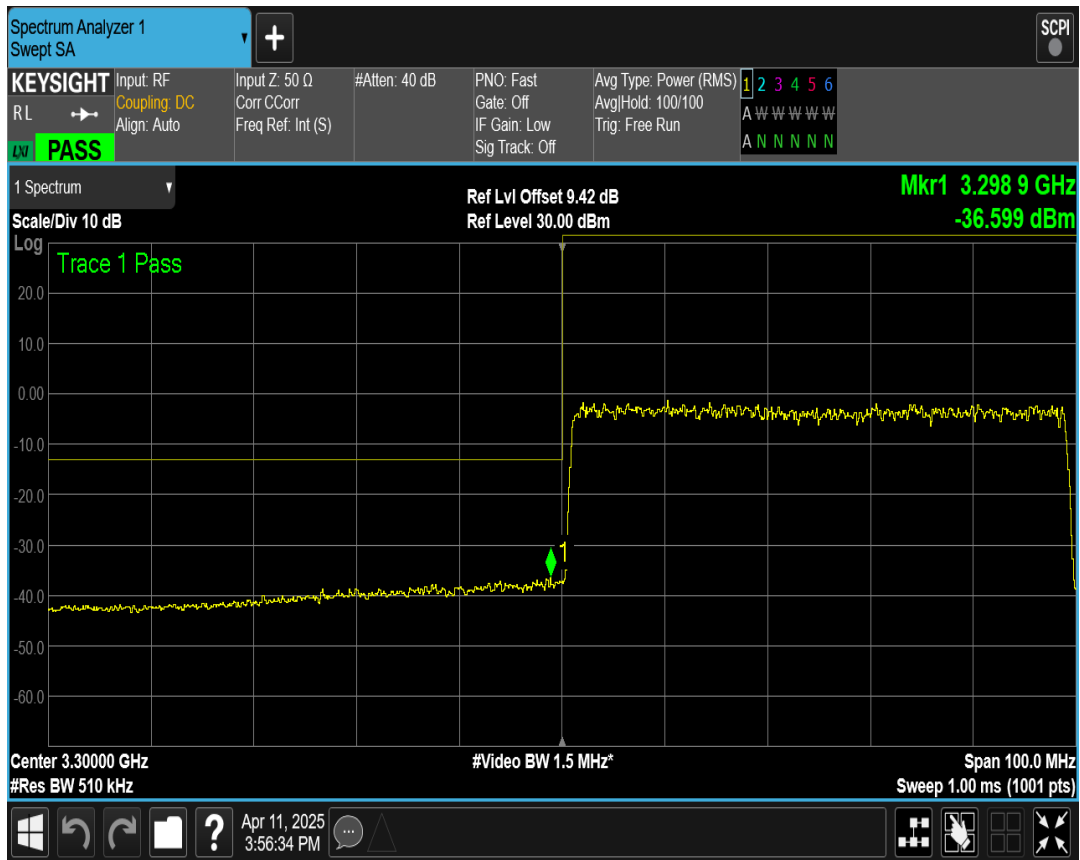 Spectrum Analyzer 1
Swept SA
+
SCPI
KEYSIGHT
RL
LXI PASS
Input: RF
Coupling: DC
Align: Auto
Input Z: 50 Ω
Corr CCorr
Freq Ref: Int (S)
#Atten: 40 dB
PNO: Fast
Gate: Off
IF Gain: Low
Sig Track: Off
Avg Type: Power (RMS)
Avg|Hold: 100/100
Trig: Free Run
1 2 3 4 5 6
A W W W W W
A N N N N N
1 Spectrum
Scale/Div 10 dB
Ref Lvl Offset 9.42 dB
Ref Level 30.00 dBm
Mkr1 3.298 9 GHz
-36.599 dBm
Log
Trace 1 Pass
20.0
10.0
0.00
-10.0
-20.0
-30.0
1
-40.0
-50.0
-60.0
Center 3.30000 GHz
#Res BW 510 kHz
#Video BW 1.5 MHz*
Span 100.0 MHz
Sweep 1.00 ms (1001 pts)
?
Apr 11, 2025
3:56:34 PM